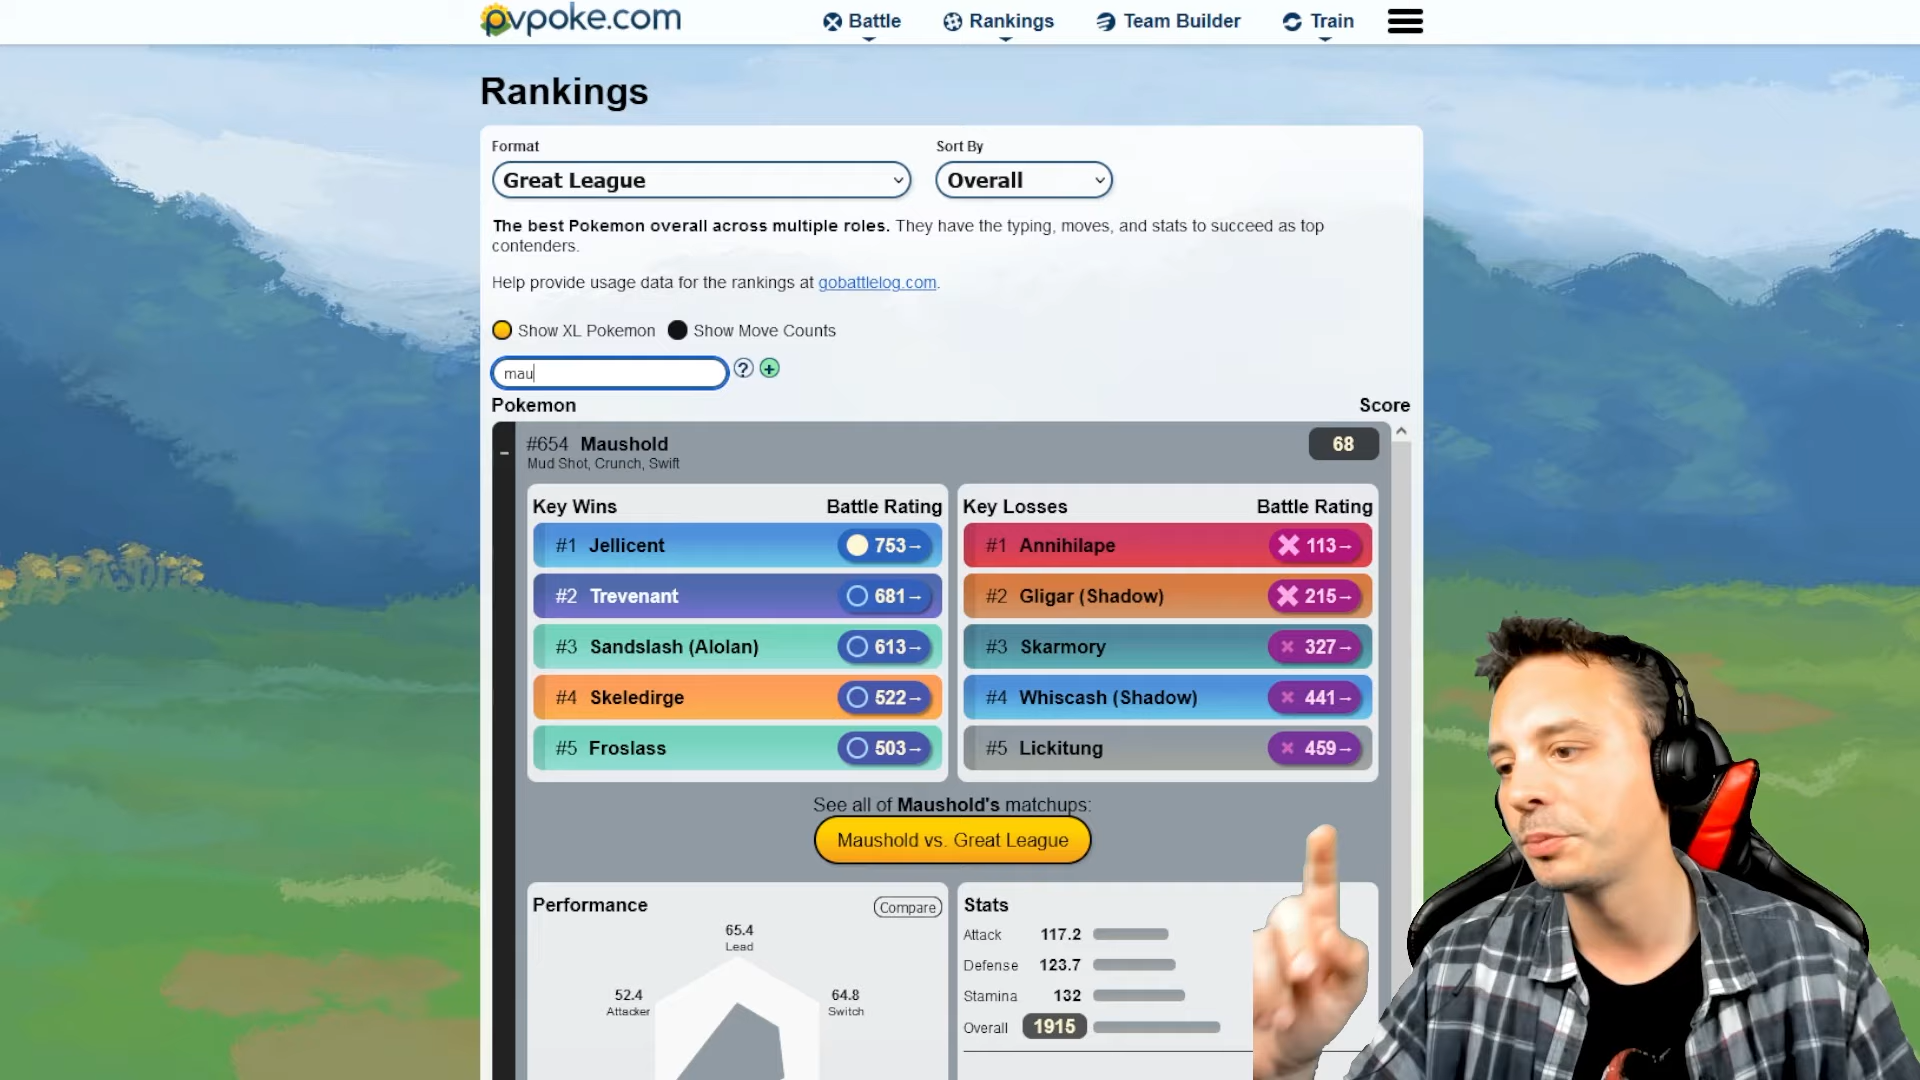 pvpoke.com
Battle
Rankings
Team Builder
Train
Rankings
Format
Sort By
Great League
Overall
The best Pokemon overall across multiple roles. They have the typing, moves, and stats to succeed as top
contenders.
Help provide usage data for the rankings at gobattlelog.com.
Show XL Pokemon
Show Move Counts
mau
?
+
Pokemon
Score
-
#654 Maushold
68
Mud Shot, Crunch, Swift
Key Wins
Battle Rating
#1 Jellicent
753→
#2 Trevenant
681→
#3 Sandslash (Alolan)
613→
#4 Skeledirge
522→
#5 Froslass
503→
Key Losses
Battle Rating
#1 Annihilape
113→
#2 Gligar (Shadow)
215→
#3 Skarmory
327→
#4 Whiscash (Shadow)
441→
#5 Lickitung
459→
See all of Maushold's matchups:
Maushold vs. Great League
Performance
Compare
65.4
Lead
52.4
Attacker
64.8
Switch
Stats
Attack 117.2
Defense 123.7
Stamina 132
Overall 1915